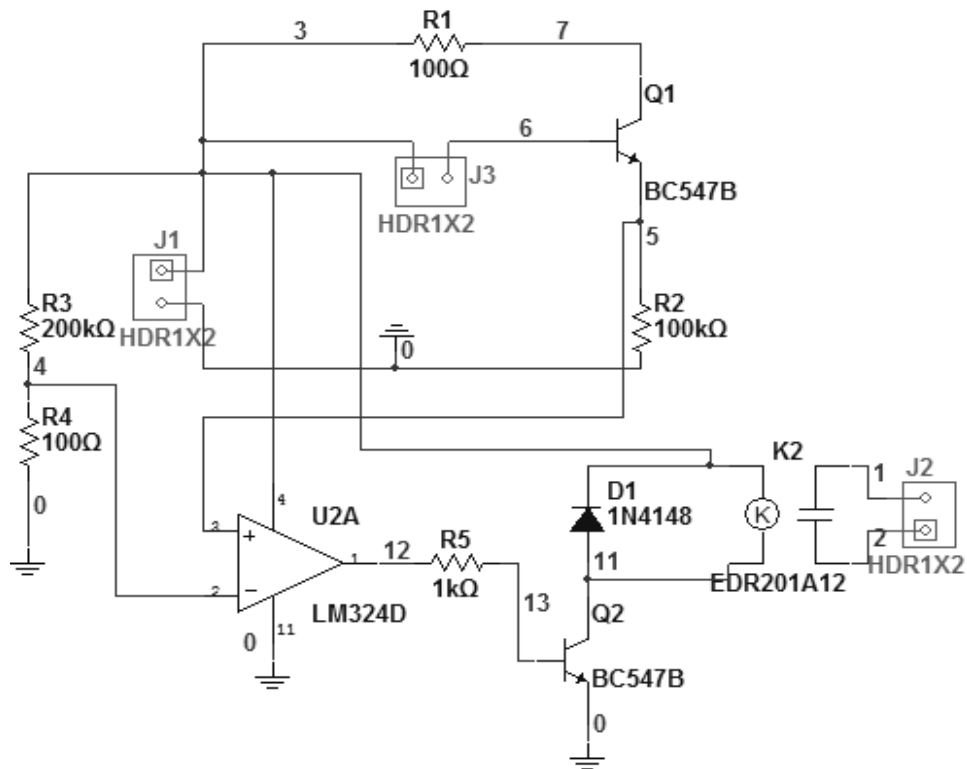 3
R1
7
100Ω
Q1
6
J3
BC547B
HDR1X2
5
J1
R3
200kΩ
HDR1X2
R2
100kΩ
0
4
R4
100Ω
K2
1
J2
D1
1N4148
K
0
4
U2A
3
+
12
R5
1
2
11
HDR1X2
1kΩ
EDR201A12
2
−
13
Q2
LM324D
11
0
BC547B
0